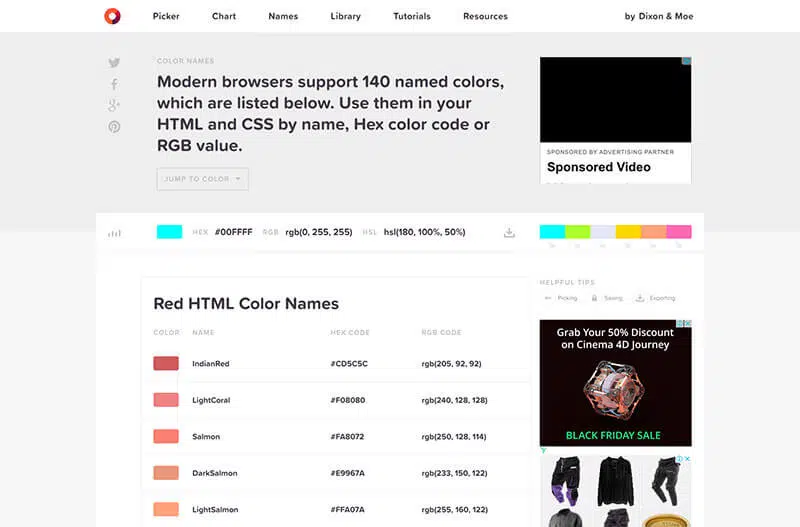 Picker Chart Names Library Tutorials Resources by Dixon & Moe
COLOR NAMES
Modern browsers support 140 named colors,
which are listed below. Use them in your
HTML and CSS by name, Hex color code or
RGB value.
JUMP TO COLOR
SPONSORED BY ADVERTISING PARTNER
Sponsored Video
HEX #00FFFF RGB rgb(0, 255, 255) HSL hsl(180, 100%, 50%)
HELPFUL TIPS
Picking Saving Exporting
Red HTML Color Names
COLOR NAME HEX CODE RGB CODE
IndianRed #CD5C5C rgb(205, 92, 92)
LightCoral #F08080 rgb(240, 128, 128)
Salmon #FA8072 rgb(250, 128, 114)
DarkSalmon #E9967A rgb(233, 150, 122)
LightSalmon #FFA07A rgb(255, 160, 122)
Grab Your 50% Discount
on Cinema 4D Journey
BLACK FRIDAY SALE